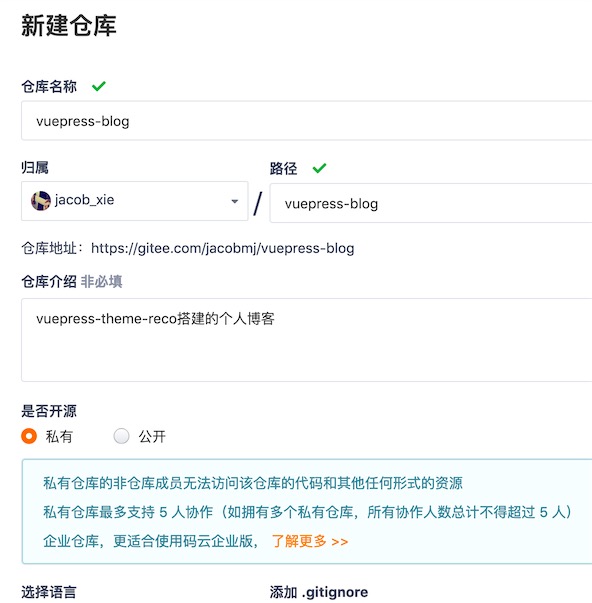 新建仓库
仓库名称
vuepress-blog
归属
路径
jacob_xie
/
vuepress-blog
仓库地址：https://gitee.com/jacobmj/vuepress-blog
仓库介绍 非必填
vuepress-theme-reco搭建的个人博客
是否开源
私有
公开
私有仓库的非仓库成员无法访问该仓库的代码和其他任何形式的资源
私有仓库最多支持 5 人协作（如拥有多个私有仓库，所有协作人数总计不得超过 5 人）
企业仓库，更适合使用码云企业版， 了解更多 >>
选择语言
添加 .gitignore